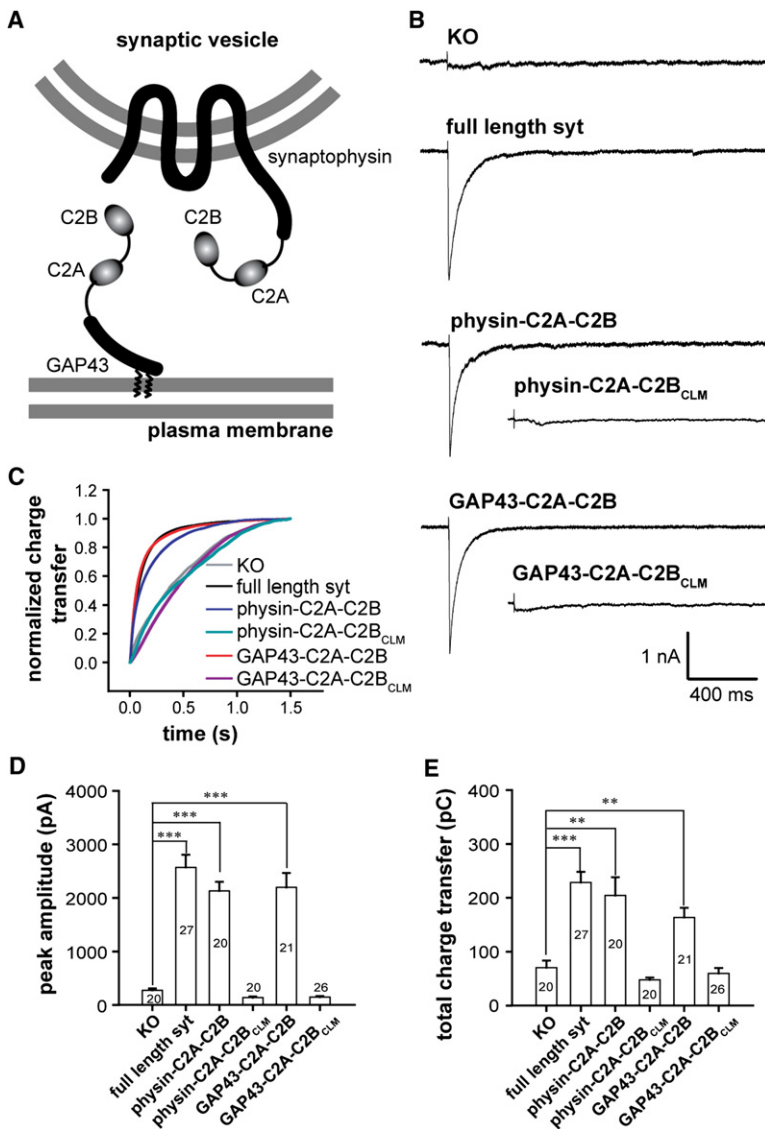 A
synaptic vesicle
synaptophysin
C2B
C2B
C2A
C2A
GAP43
plasma membrane
B
KO
full length syt
physin-C2A-C2B
physin-C2A-C2BCLM
GAP43-C2A-C2B
GAP43-C2A-C2BCLM
1 nA
400 ms
C
normalized charge
transfer
1.2
1.0
0.8
0.6
0.4
0.2
0.0
0.0
0.5
1.0
1.5
time (s)
KO
full length syt
physin-C2A-C2B
physin-C2A-C2BCLM
GAP43-C2A-C2B
GAP43-C2A-C2BCLM
D
peak amplitude (pA)
4000
3000
2000
1000
0
***
***
***
20
27
20
20
21
26
KO
full length syt
physin-C2A-C2B
physin-C2A-C2BCLM
GAP43-C2A-C2B
GAP43-C2A-C2BCLM
E
total charge transfer (pC)
400
300
200
100
0
**
**
***
20
27
20
20
21
26
KO
full length syt
physin-C2A-C2B
physin-C2A-C2BCLM
GAP43-C2A-C2B
GAP43-C2A-C2BCLM